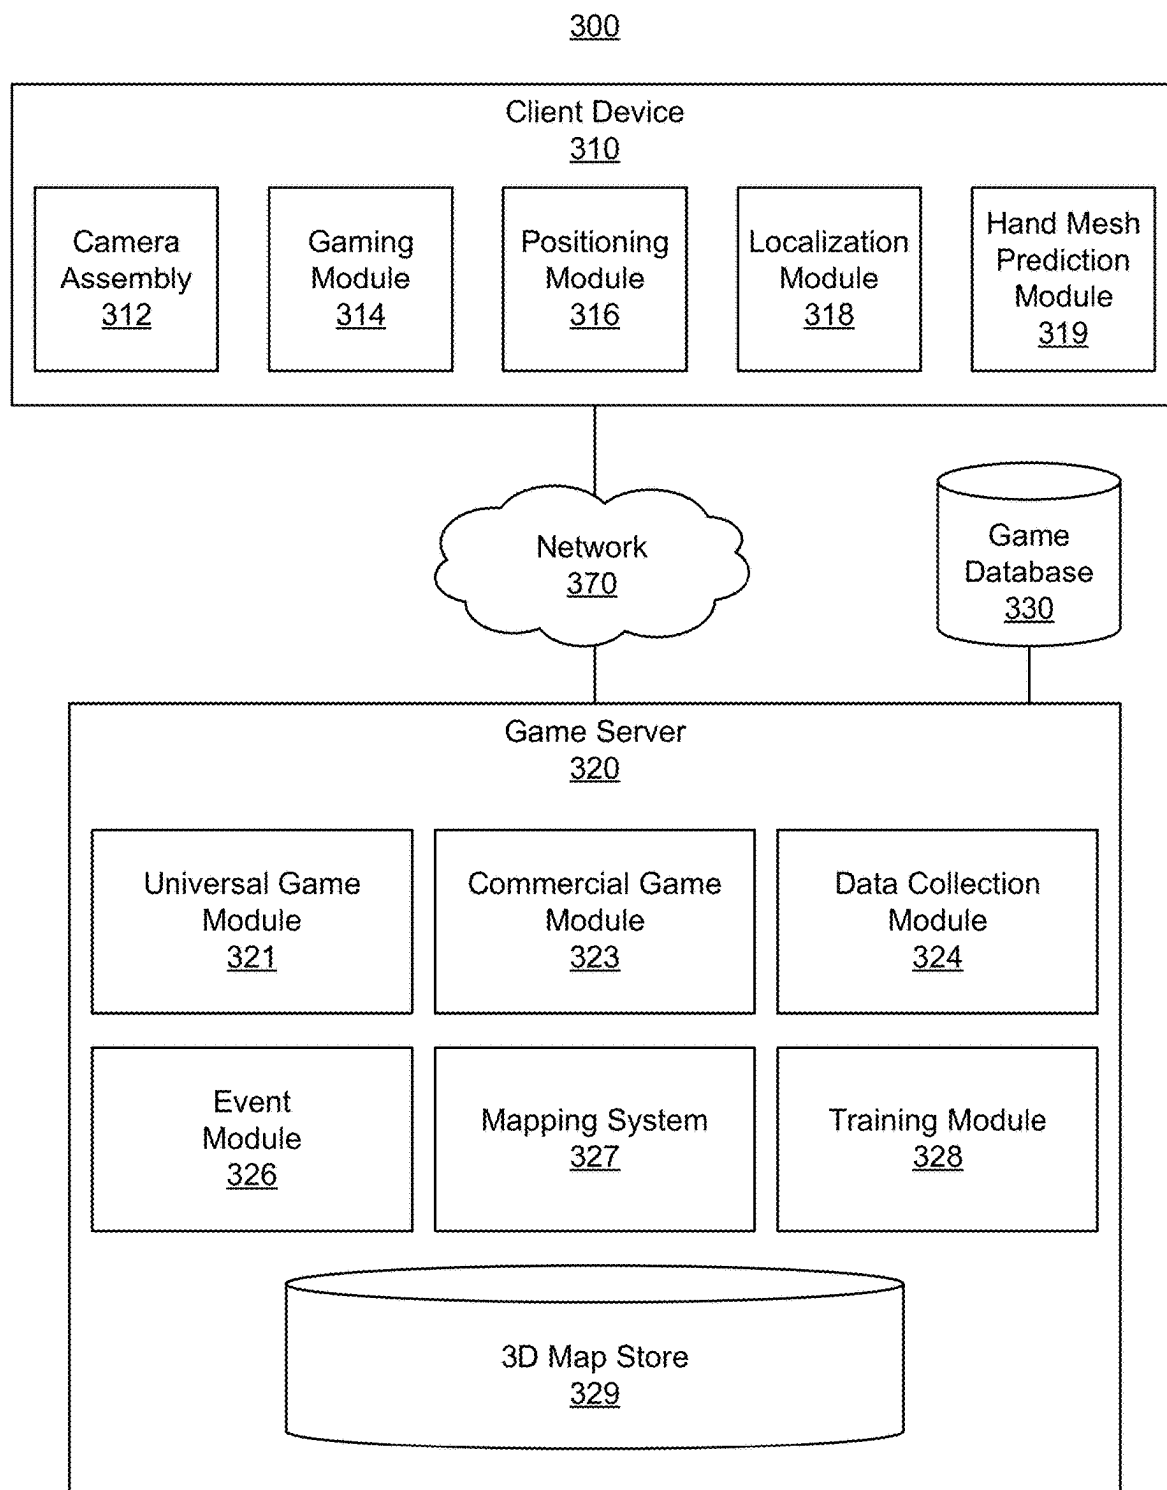 300
Client Device
310
Camera
Assembly
312
Gaming
Module
314
Positioning
Module
316
Localization
Module
318
Hand Mesh
Prediction
Module
319
Network
370
Game
Database
330
Game Server
320
Universal Game
Module
321
Commercial Game
Module
323
Data Collection
Module
324
Event
Module
326
Mapping System
327
Training Module
328
3D Map Store
329